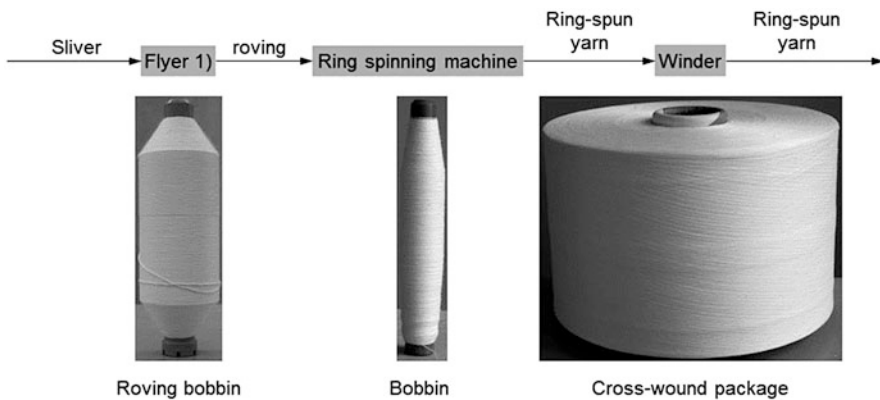 Sliver
Flyer 1)
roving
Ring spinning machine
Ring-spun
yarn
Winder
Ring-spun
yarn
Roving bobbin
Bobbin
Cross-wound package